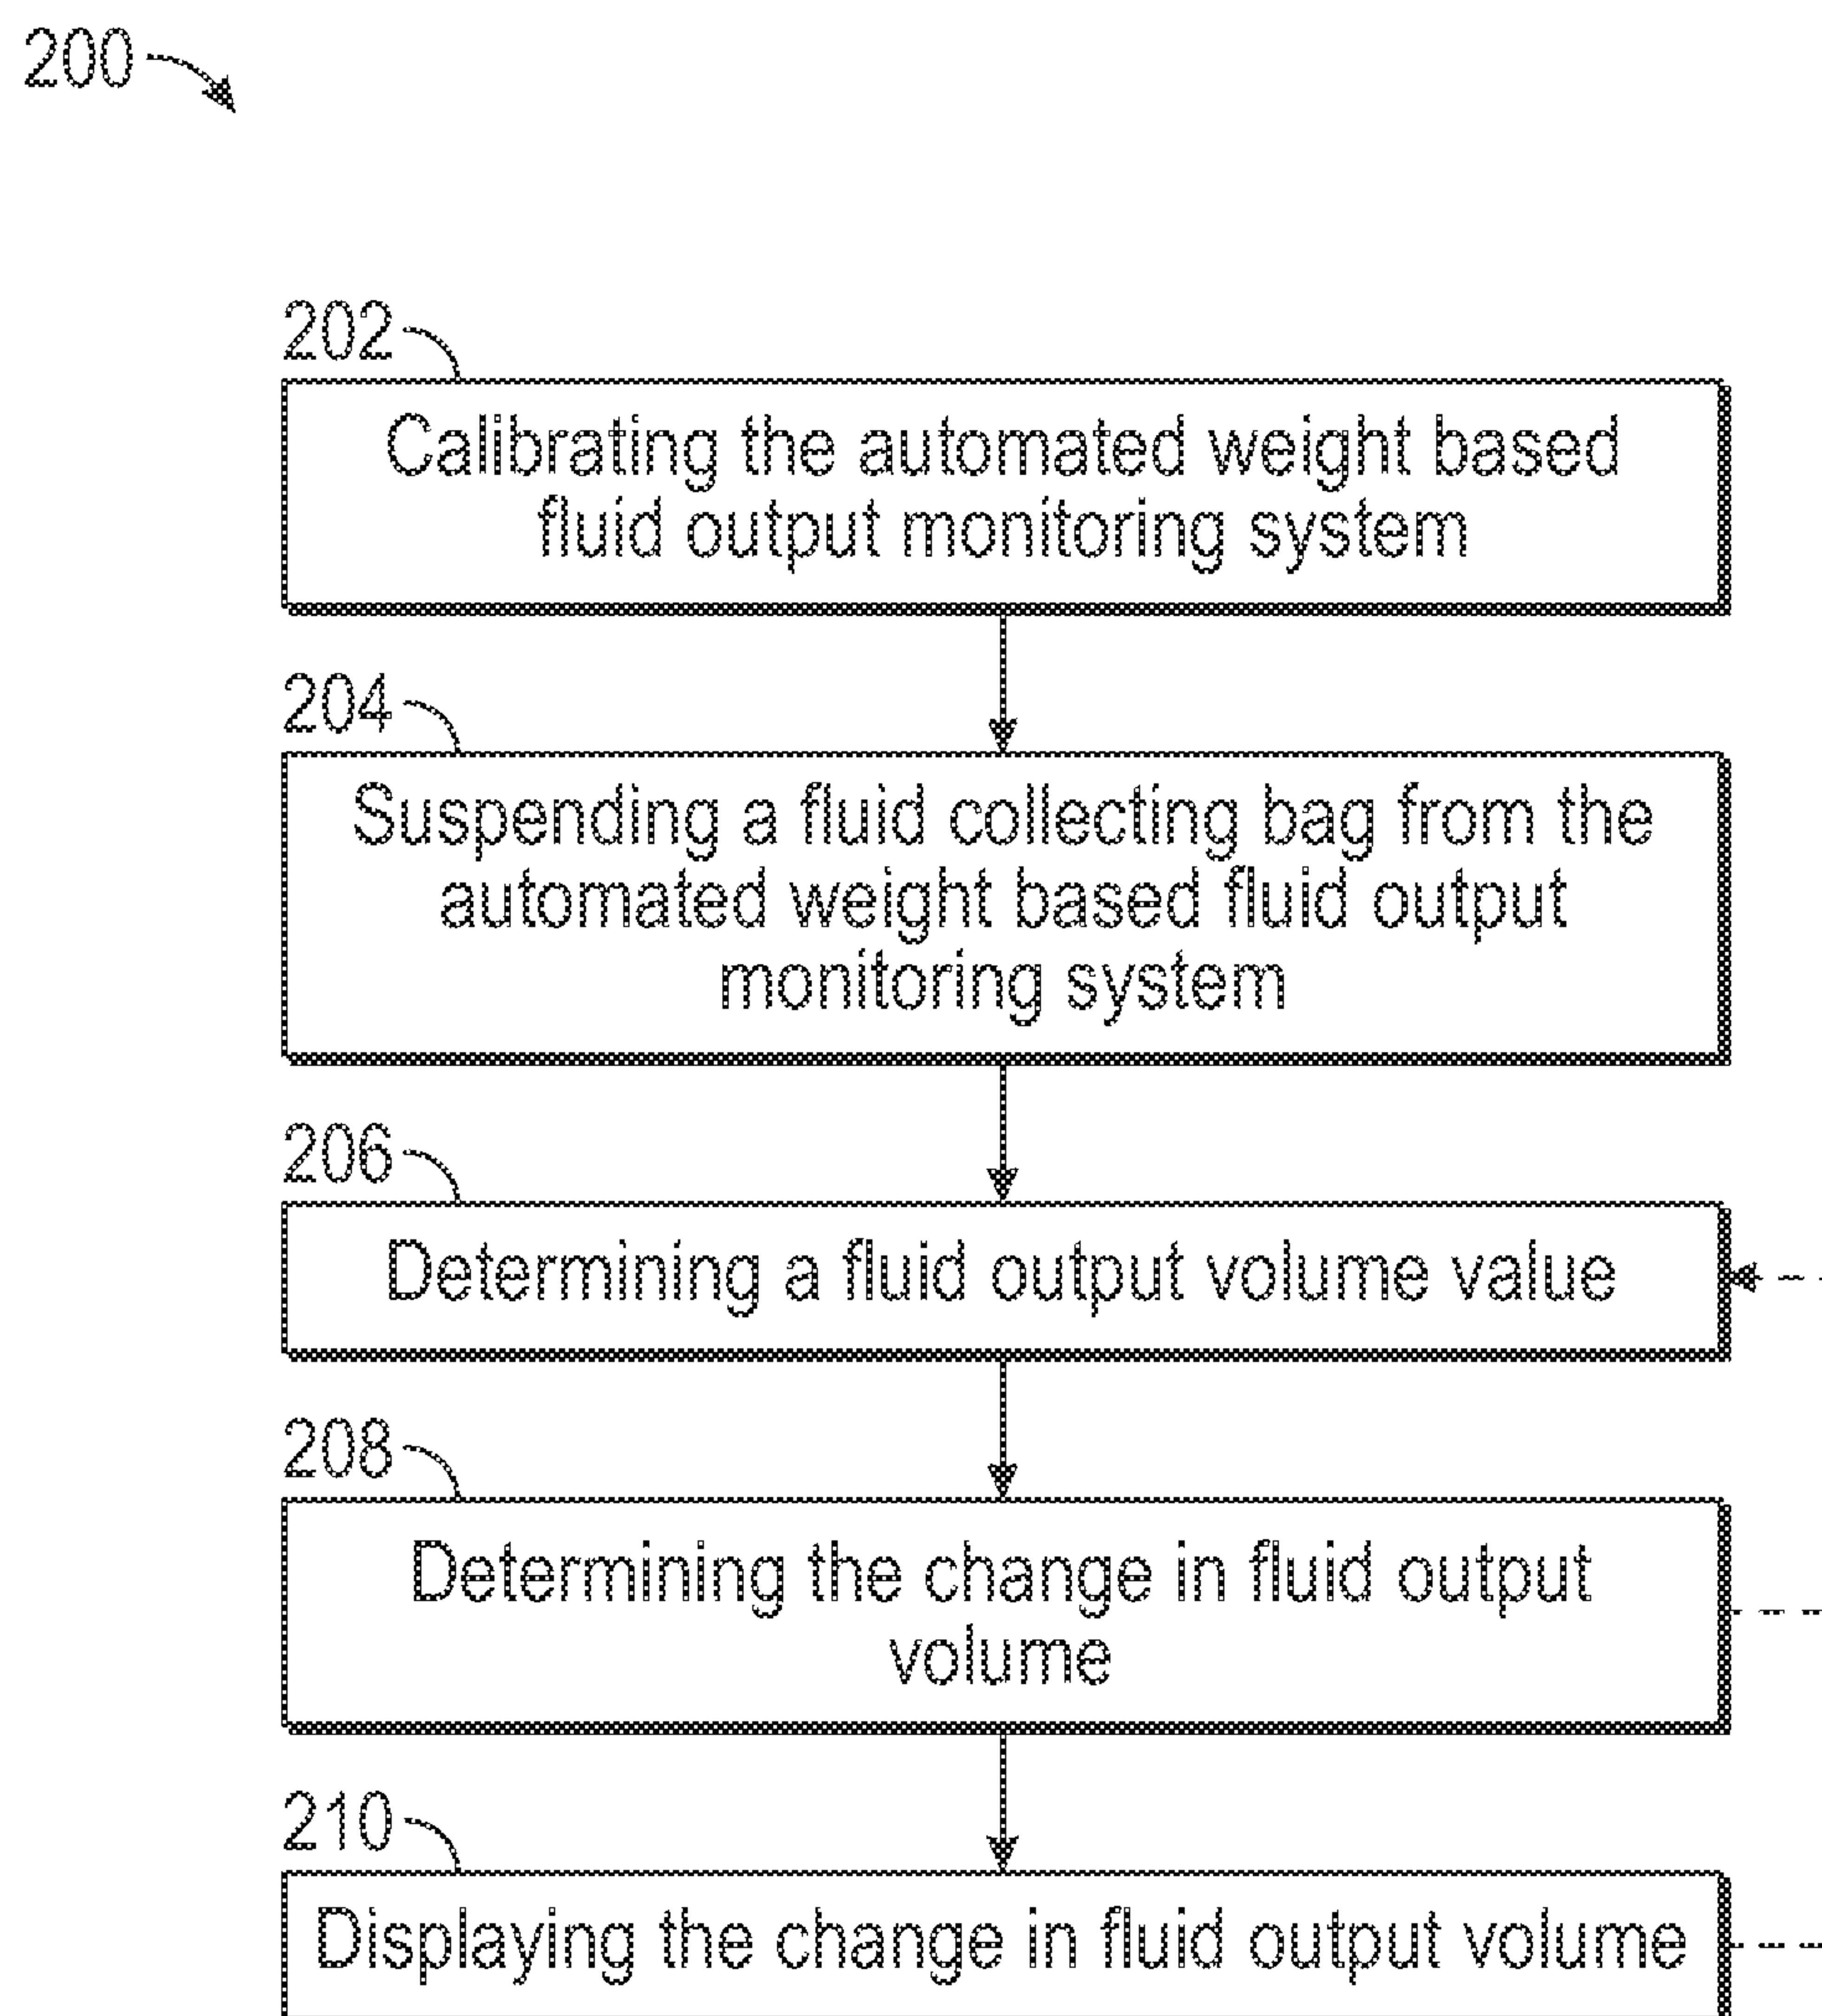 200
202
Calibrating the automated weight based
fluid output monitoring system
204
Suspending a fluid collecting bag from the
automated weight based fluid output
monitoring system
206
Determining a fluid output volume value
208
Determining the change in fluid output
volume
210
Displaying the change in fluid output volume